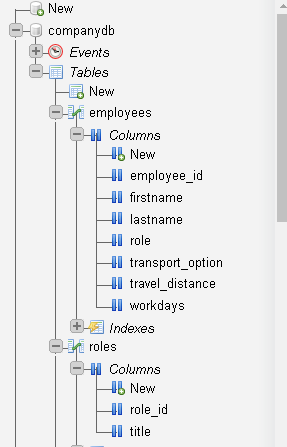 New
companydb
Events
Tables
New
employees
Columns
New
employee_id
firstname
lastname
role
transport_option
travel_distance
workdays
Indexes
roles
Columns
New
role_id
title